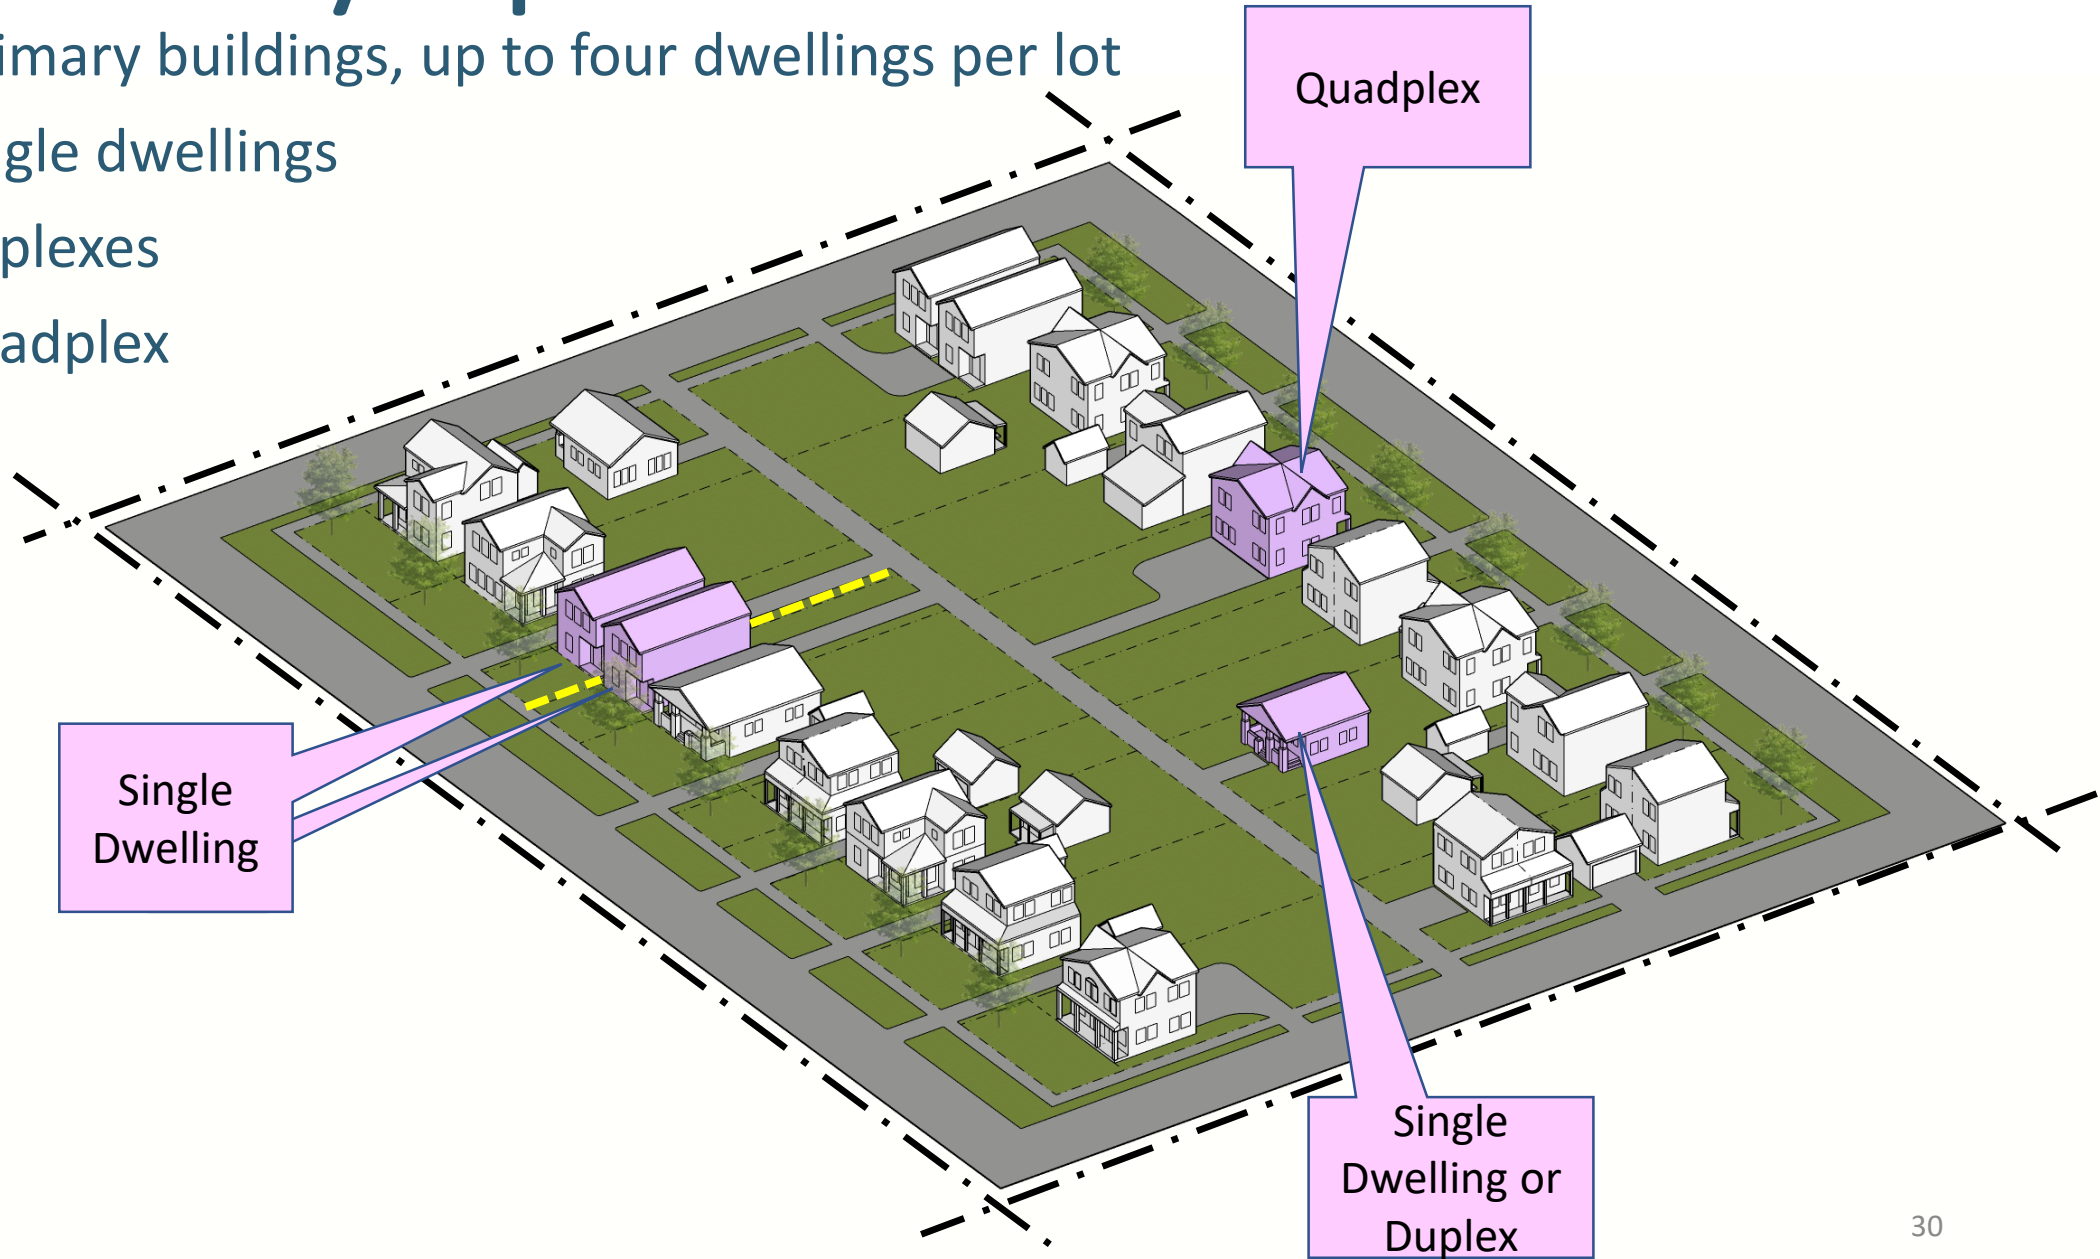 imary buildings, up to four dwellings per lot
gle dwellings
plexes
adplex
Quadplex
Single
Dwelling
Single
Dwelling or
Duplex
30